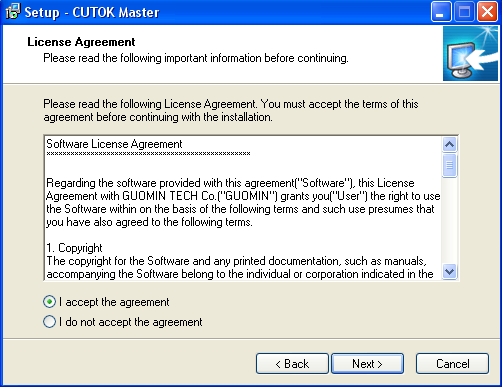 Setup - CUTOK Master
License Agreement
Please read the following important information before continuing.
Please read the following License Agreement. You must accept the terms of this
agreement before continuing with the installation.
Software License Agreement
***************************************************
Regarding the software provided with this agreement("Software"), this License
Agreement with GUOMIN TECH Co.("GUOMIN") grants you("User") the right to use
the Software within on the basis of the following terms and such use presumes that
you have also agreed to the following terms.
1. Copyright
The copyright for the Software and any printed documentation, such as manuals,
accompanying the Software belong to the individual or corporation indicated in the
I accept the agreement
I do not accept the agreement
< Back
Next >
Cancel